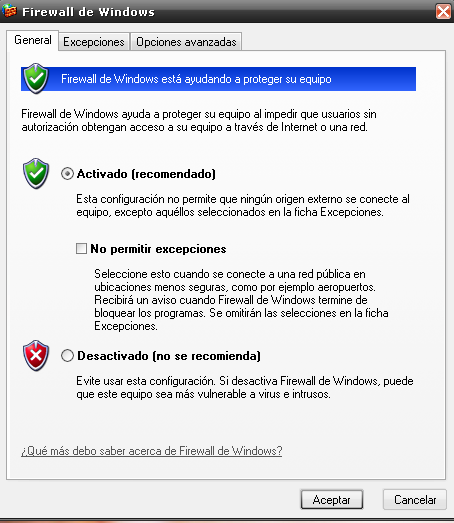 Firewall de Windows
General
Excepciones
Opciones avanzadas
Firewall de Windows está ayudando a proteger su equipo
Firewall de Windows ayuda a proteger su equipo al impedir que usuarios sin
autorización obtengan acceso a su equipo a través de Internet o una red.
Activado (recomendado)
Esta configuración no permite que ningún origen externo se conecte al
equipo, excepto aquéllos seleccionados en la ficha Excepciones.
No permitir excepciones
Seleccione esto cuando se conecte a una red pública en
ubicaciones menos seguras, como por ejemplo aeropuertos.
Recibirá un aviso cuando Firewall de Windows termine de
bloquear los programas. Se omitirán las selecciones en la ficha
Excepciones.
Desactivado (no se recomienda)
Evite usar esta configuración. Si desactiva Firewall de Windows, puede
que este equipo sea más vulnerable a virus e intrusos.
¿Qué más debo saber acerca de Firewall de Windows?
Aceptar
Cancelar